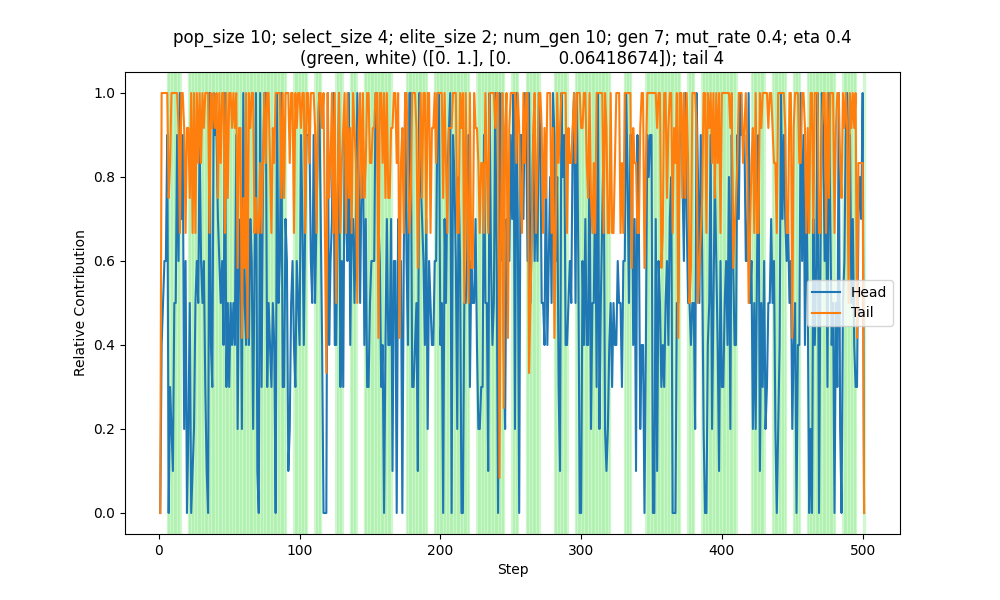 pop_size 10; select_size 4; elite_size 2; num_gen 10; gen 7; mut_rate 0.4; eta 0.4
(green, white) ([0. 1.], [0.          0.06418674]); tail 4
1.0
0.8
0.6
0.4
0.2
0.0
Relative Contribution
Head
Tail
0
100
200
300
400
500
Step